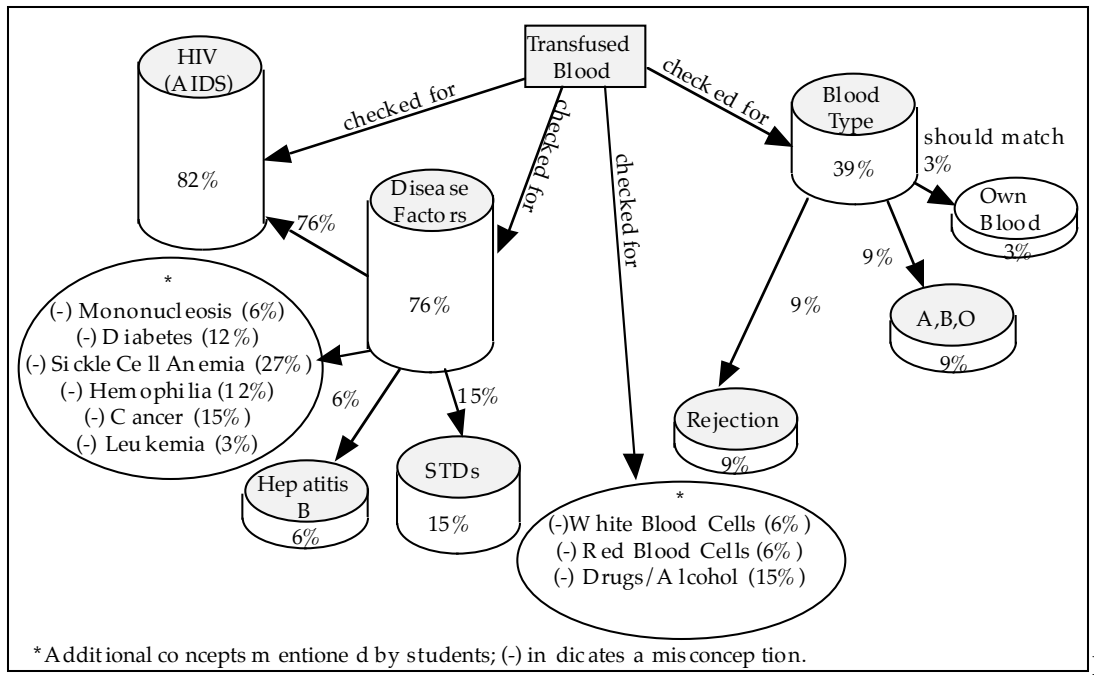 Transfused
Blood
HIV
(AIDS)
82%
checked for
checked for
checked for
checked for
Blood
Type
39%
should match
3%
Own
Blood
3%
Disease
Factors
76%
76%
9%
A,B,O
9%
9%
Rejection
9%
*
(-) Mononucleosis (6%)
(-) Diabetes (12%)
(-) Sickle Cell Anemia (27%)
(-) Hemophilia (12%)
(-) Cancer (15%)
(-) Leukemia (3%)
6%
15%
Hepatitis
B
6%
STDs
15%
*
(-)White Blood Cells (6%)
(-) Red Blood Cells (6%)
(-) Drugs/Alcohol (15%)
*Additional concepts mentioned by students; (-) indicates a misconception.